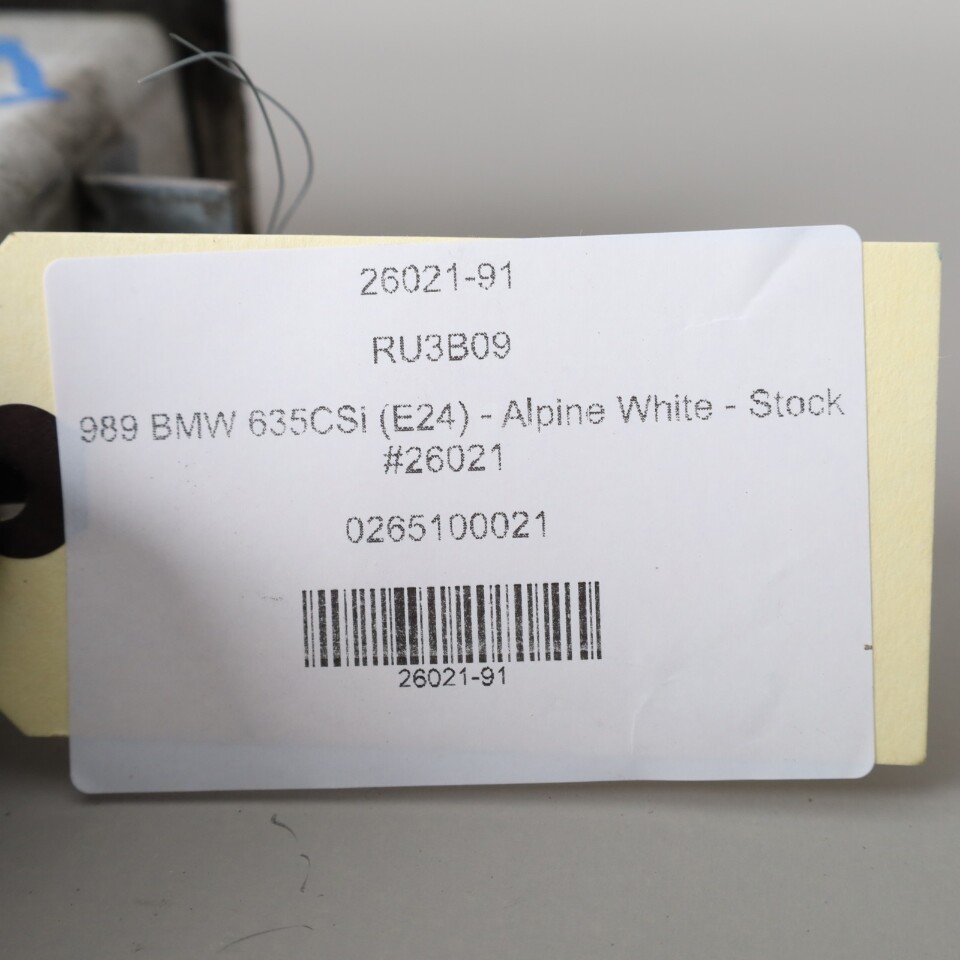 26021-91
RU3B09
989 BMW 635CSi (E24) - Alpine White - Stock
#26021
0265100021
26021-91